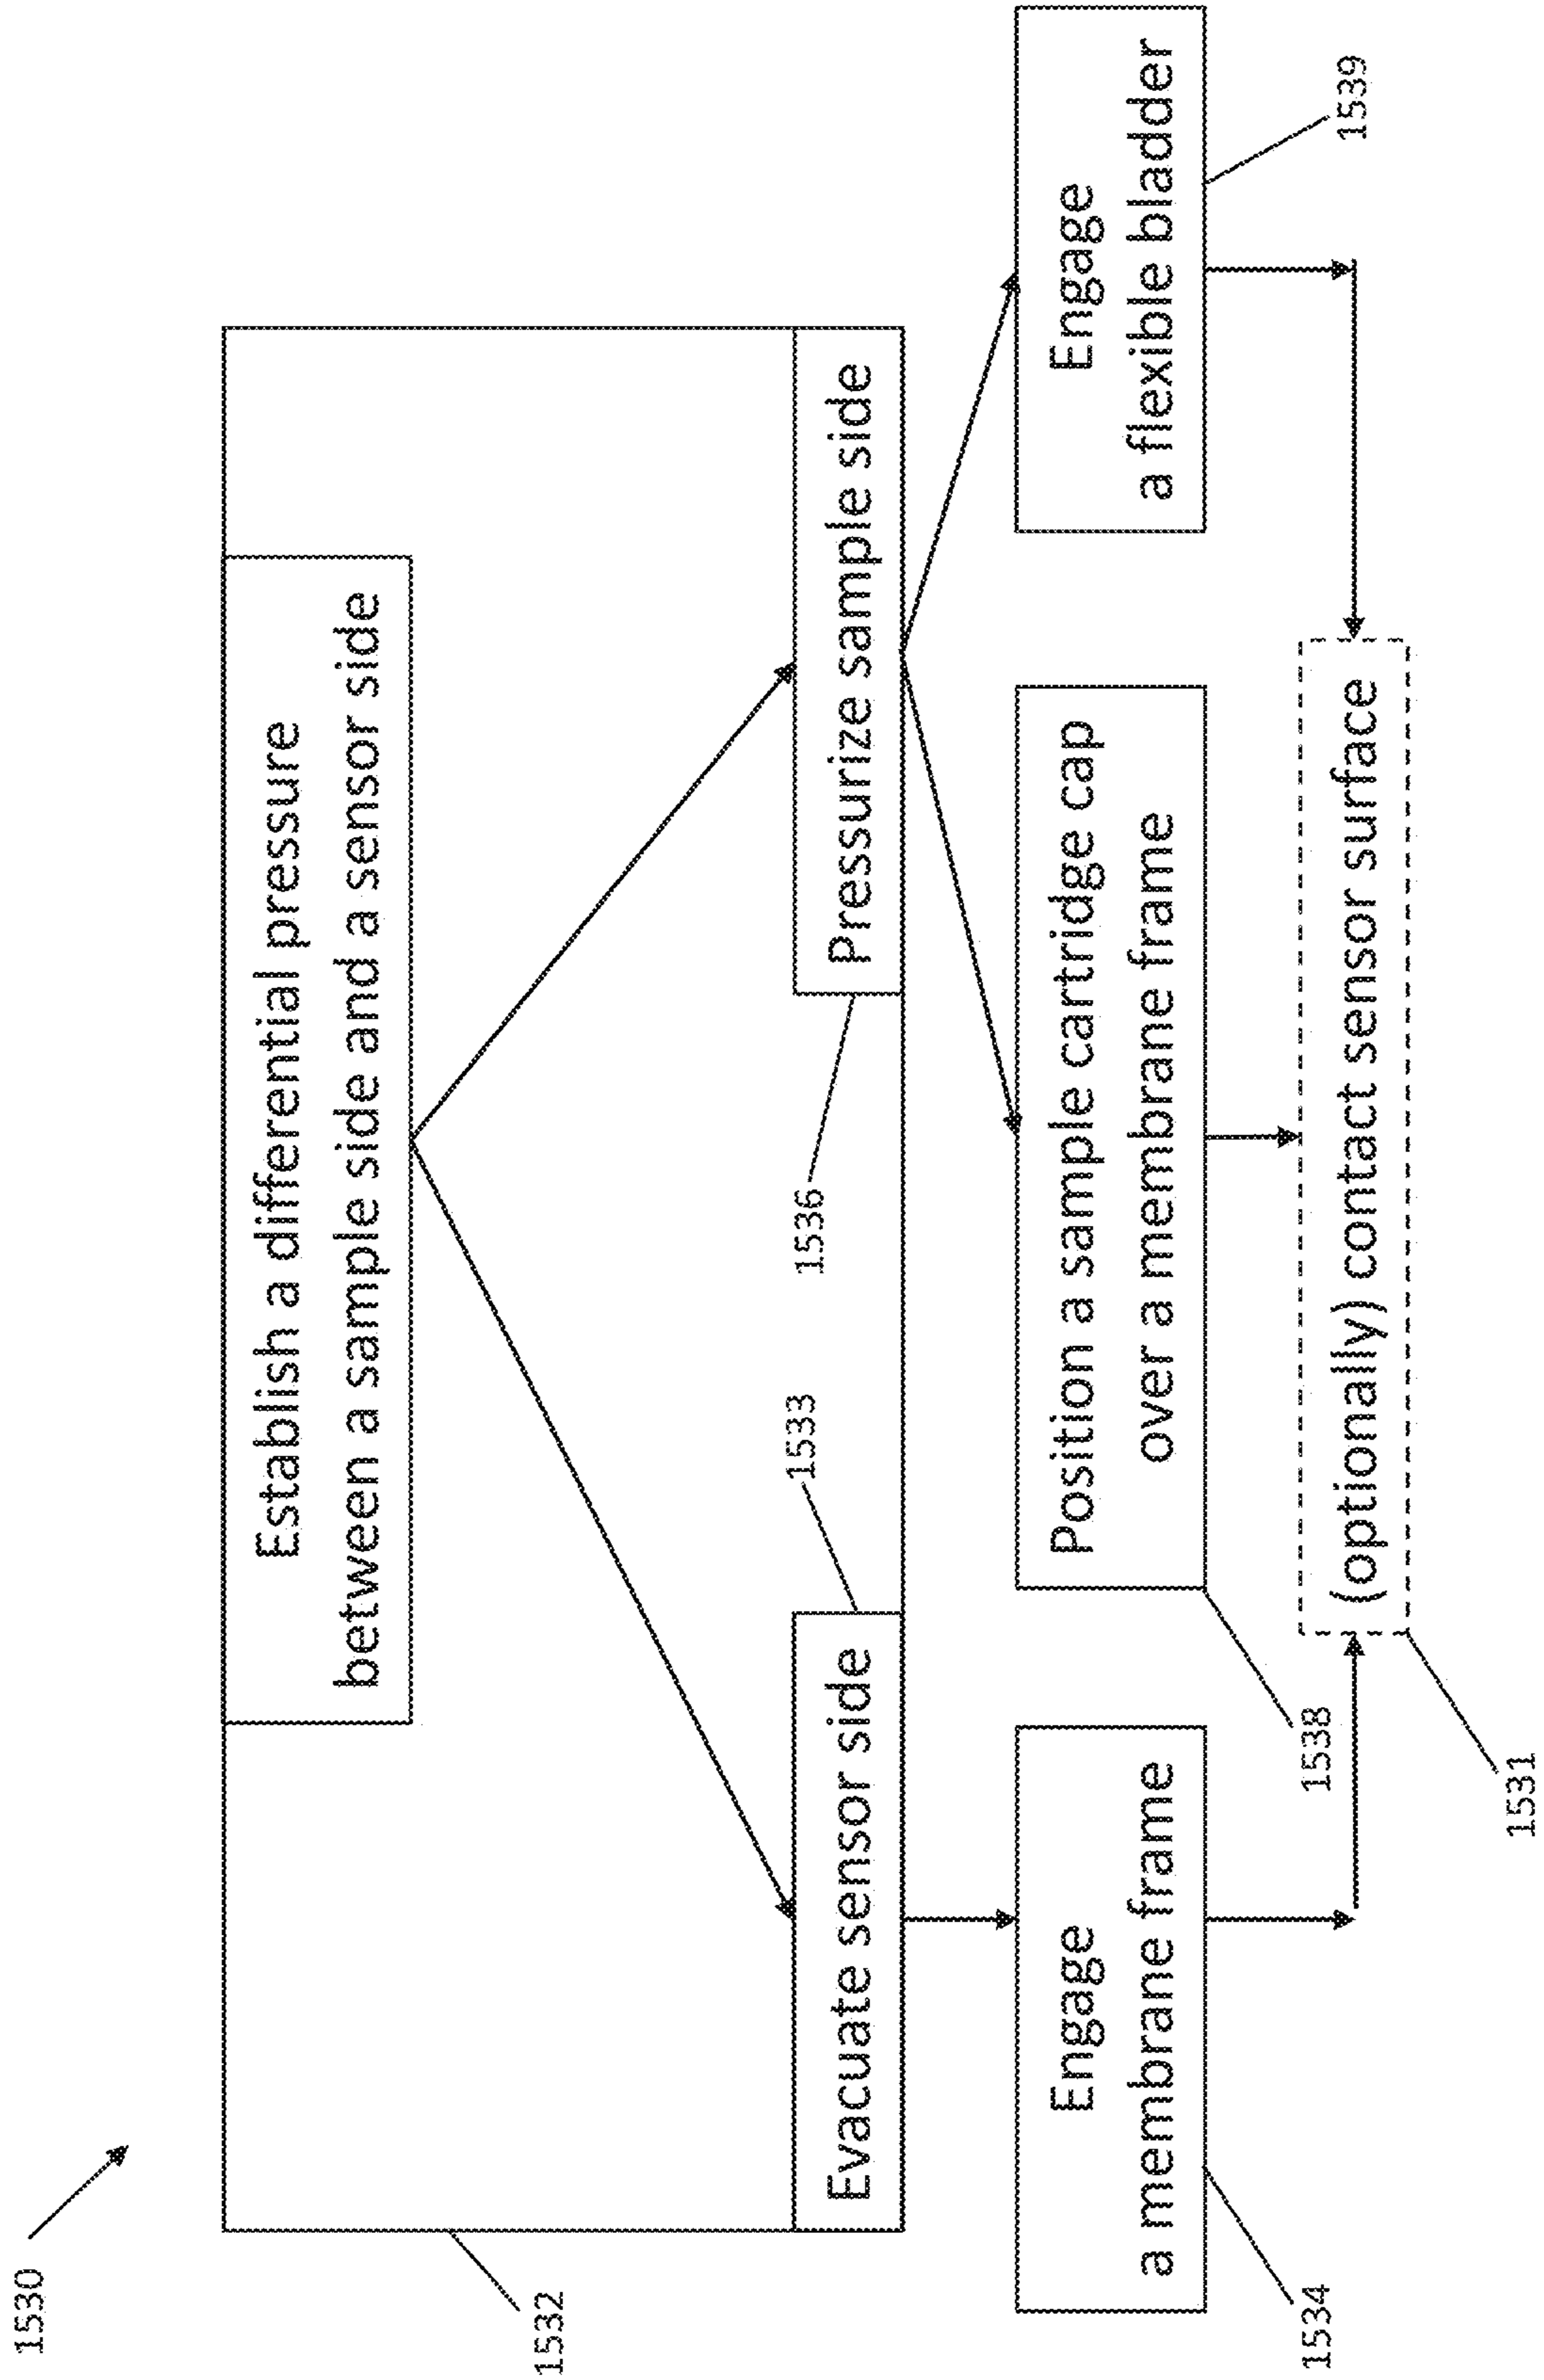 1530
1532
Establish a differential pressure
between a sample side and a sensor side
Evacuate sensor side
1533
1536
Pressurize sample side
Engage
a membrane frame
1534
Position a sample cartridge cap
over a membrane frame
1538
Engage
a flexible bladder
1539
(optionally) contact sensor surface
1531